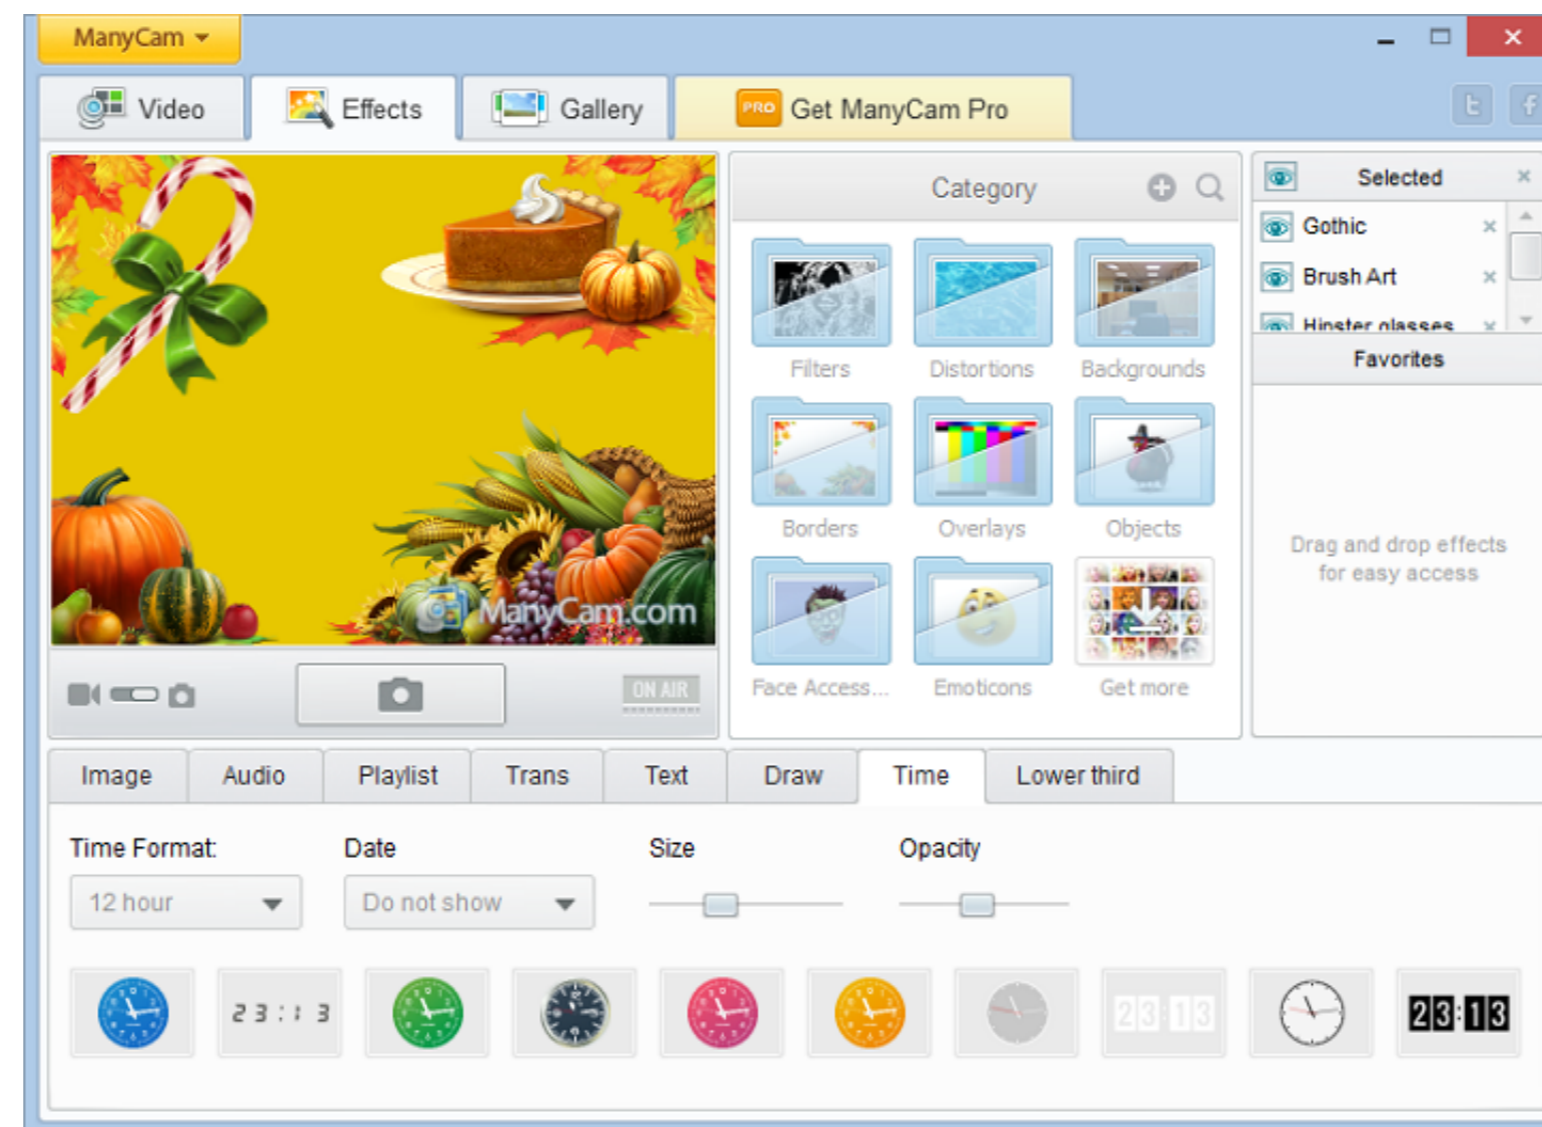 ManyCam
Video
Effects
Gallery
PRO Get ManyCam Pro
Category
Filters
Distortions
Backgrounds
Borders
Overlays
Objects
Face Access...
Emoticons
Get more
Selected
Gothic
Brush Art
Hipster glasses
Favorites
Drag and drop effects
for easy access
ManyCam.com
ON AIR
Image
Audio
Playlist
Trans
Text
Draw
Time
Lower third
Time Format:
Date
Size
Opacity
12 hour
Do not show
23:13
23:13
23:13